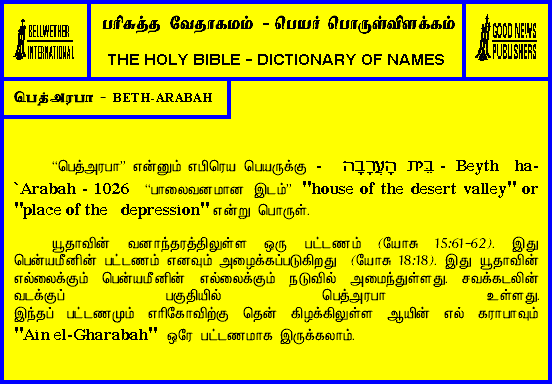 BELLWETHER
INTERNATIONAL
பரிசுத்த வேதாகமம் - பெயர் பொருள்விளக்கம்
THE HOLY BIBLE - DICTIONARY OF NAMES
GOOD NEWS
PUBLISHERS
பெத்அரபா - BETH-ARABAH
“பெத்அரபா” என்னும் எபிரெய பெயருக்கு - בֵּית הָעֲרָבָה - Beyth ha-
`Arabah - 1026 “பாலைவனமான இடம்” "house of the desert valley" or
"place of the depression" என்று பொருள்.
யூதாவின் வனாந்தரத்திலுள்ள ஒரு பட்டணம் (யோசு 15:61-62). இது
பென்யமீனின் பட்டணம் எனவும் அழைக்கப்படுகிறது (யோசு 18:18). இது யூதாவின்
எல்லைக்கும் பென்யமீனின் எல்லைக்கும் நடுவில் அமைந்துள்ளது. சவக்கடலின்
வடக்குப் பகுதியில் பெத்அரபா உள்ளது.
இந்தப் பட்டணமும் எரிகோவிற்கு தென் கிழக்கிலுள்ள ஆயின் எல் கராபாவும்
"Ain el-Gharabah" ஒரே பட்டணமாக இருக்கலாம்.